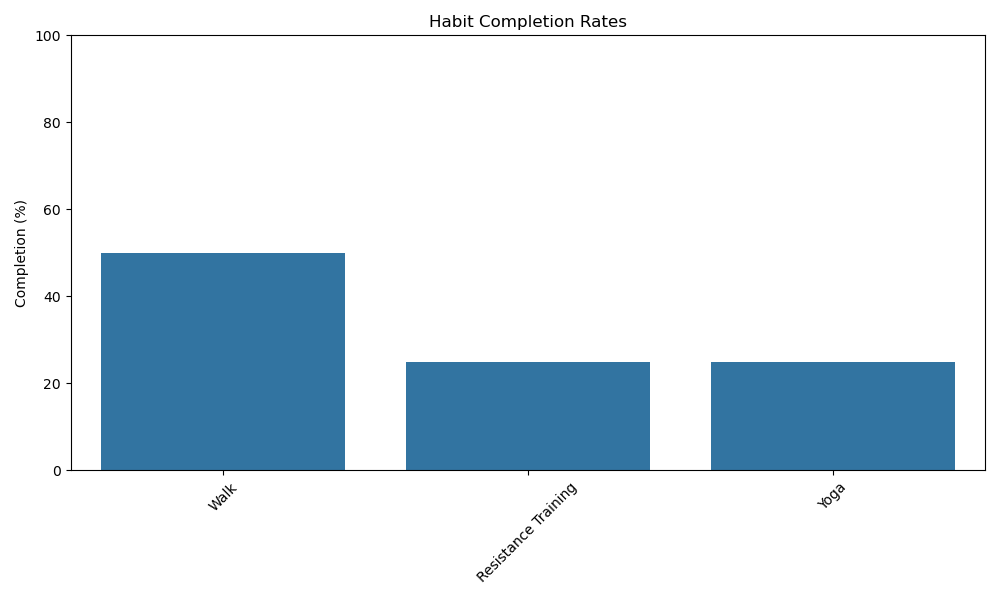 Habit Completion Rates
Completion (%)
100
80
60
40
20
0
Walk
Resistance Training
Yoga